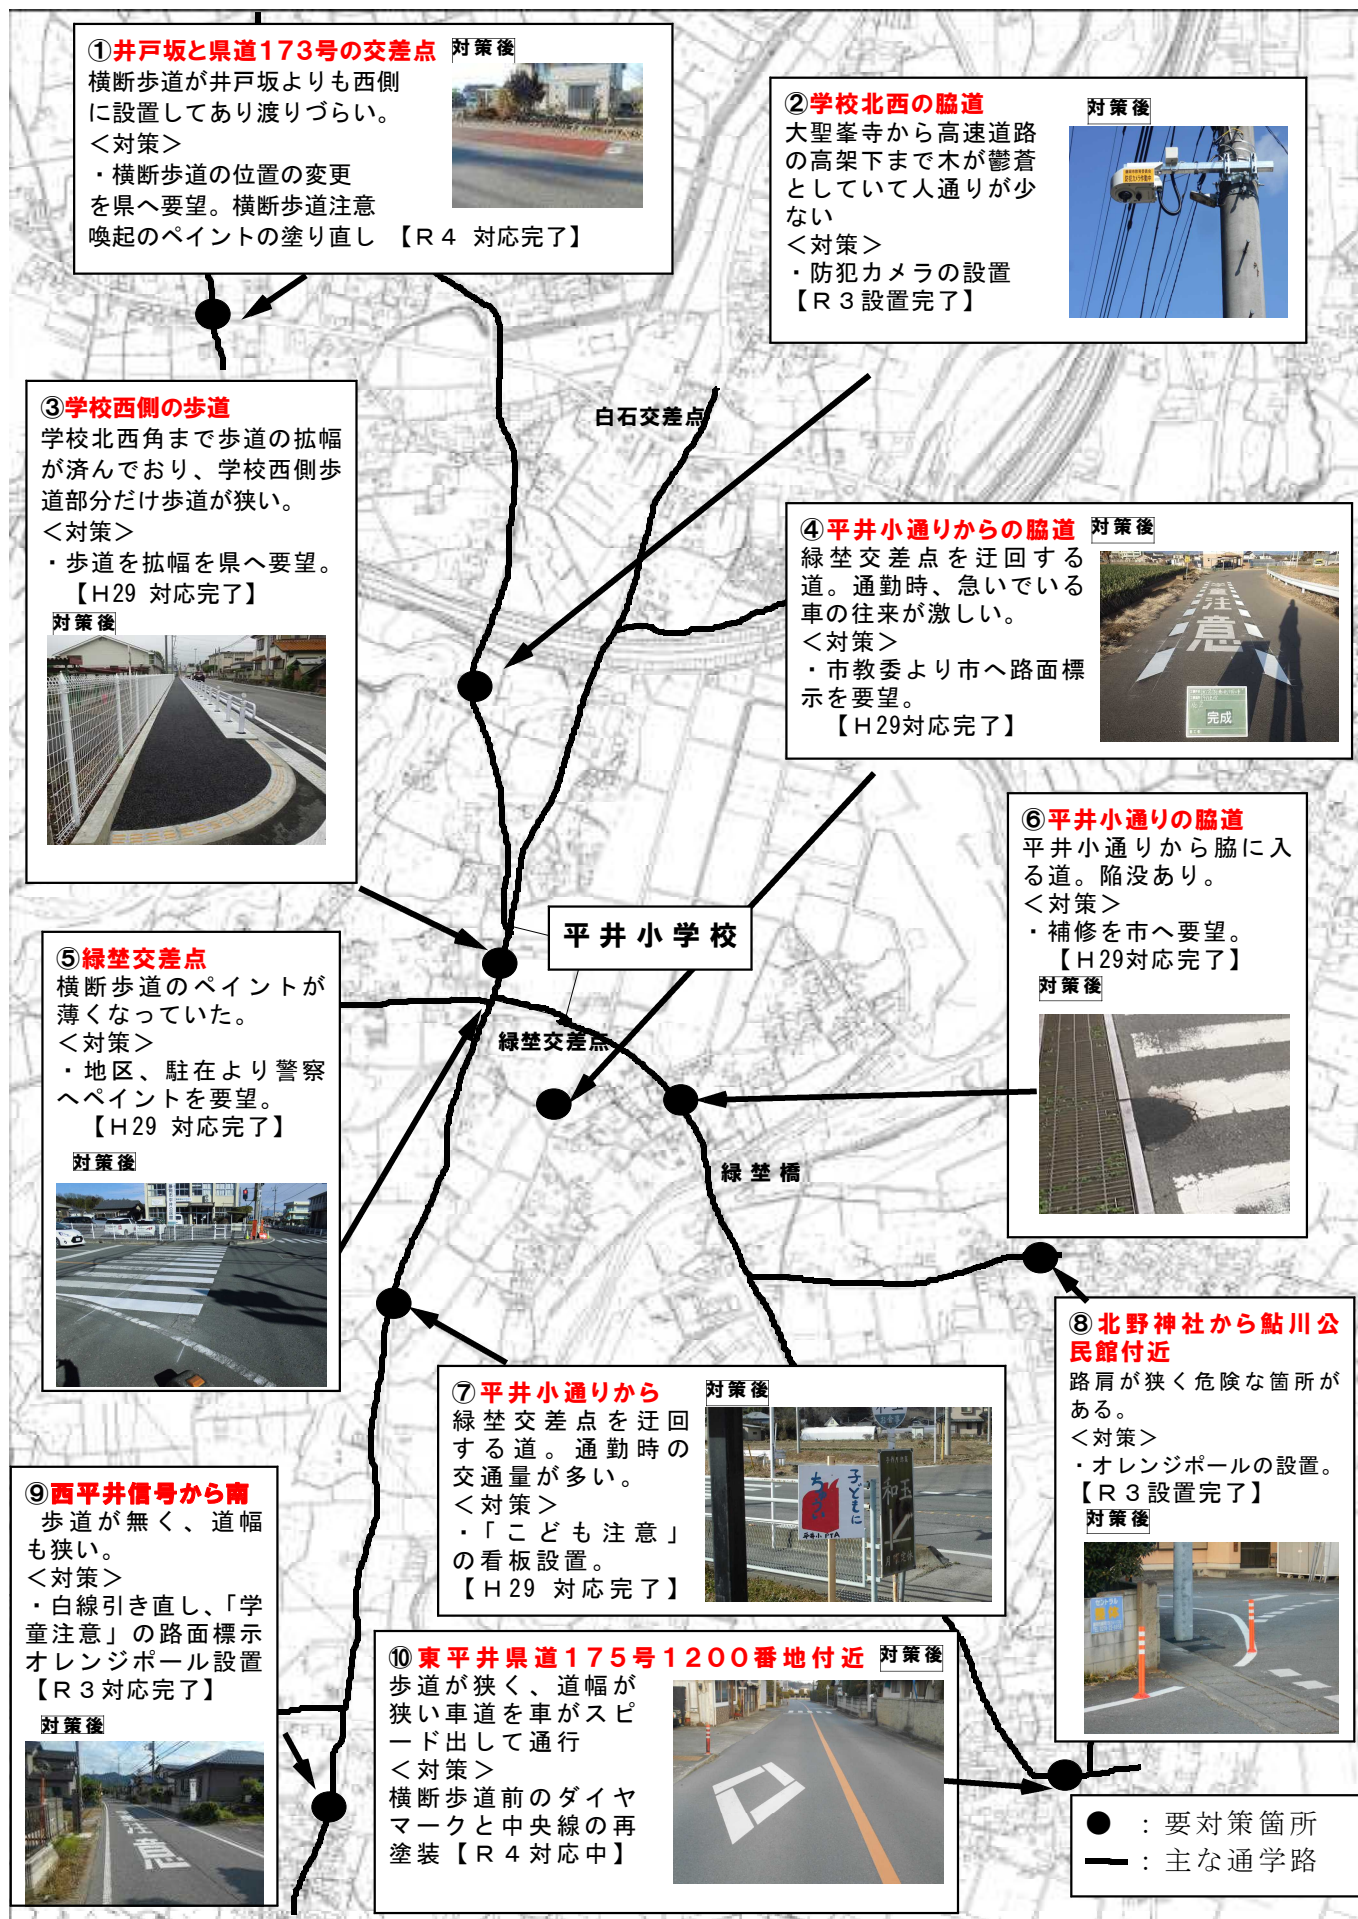 ①井戸坂と県道173号の交差点
対策後
横断歩道が井戸坂よりも西側
に設置してあり渡りづらい。
＜対策＞
・横断歩道の位置の変更
を県へ要望。横断歩道注意
喚起のペイントの塗り直し 【Ｒ４ 対応完了】
②学校北西の脇道
対策後
大聖峯寺から高速道路
の高架下まで木が鬱蒼
としていて人通りが少
ない
＜対策＞
・防犯カメラの設置
【Ｒ３設置完了】
③学校西側の歩道
学校北西角まで歩道の拡幅
が済んでおり、学校西側歩
道部分だけ歩道が狭い。
＜対策＞
・歩道を拡幅を県へ要望。
【Ｈ29 対応完了】
対策後
白石交差点
④平井小通りからの脇道
対策後
緑埜交差点を迂回する
道。通勤時、急いでいる
車の往来が激しい。
＜対策＞
・市教委より市へ路面標
示を要望。
【Ｈ29対応完了】
学童注意
完成
⑥平井小通りの脇道
平井小通りから脇に入
る道。陥没あり。
＜対策＞
・補修を市へ要望。
【Ｈ29対応完了】
対策後
平井小学校
⑤緑埜交差点
横断歩道のペイントが
薄くなっていた。
＜対策＞
・地区、駐在より警察
へペイントを要望。
【Ｈ29 対応完了】
対策後
緑埜交差点
緑埜橋
⑧北野神社から鮎川公
民館付近
路肩が狭く危険な箇所が
ある。
＜対策＞
・オレンジポールの設置。
【Ｒ３設置完了】
対策後
⑦平井小通りから
対策後
緑埜交差点を迂回
する道。通勤時の
交通量が多い。
＜対策＞
・「こども注意」
の看板設置。
【Ｈ29 対応完了】
子どもに
ちゅうい
平井小PTA
⑨西平井信号から南
歩道が無く、道幅
も狭い。
＜対策＞
・白線引き直し、「学
童注意」の路面標示
オレンジポール設置
【Ｒ３対応完了】
対策後
⑩東平井県道１７５号１２００番地付近
対策後
歩道が狭く、道幅が
狭い車道を車がスピ
ード出して通行
＜対策＞
横断歩道前のダイヤ
マークと中央線の再
塗装【Ｒ４対応中】
●：要対策箇所
：主な通学路